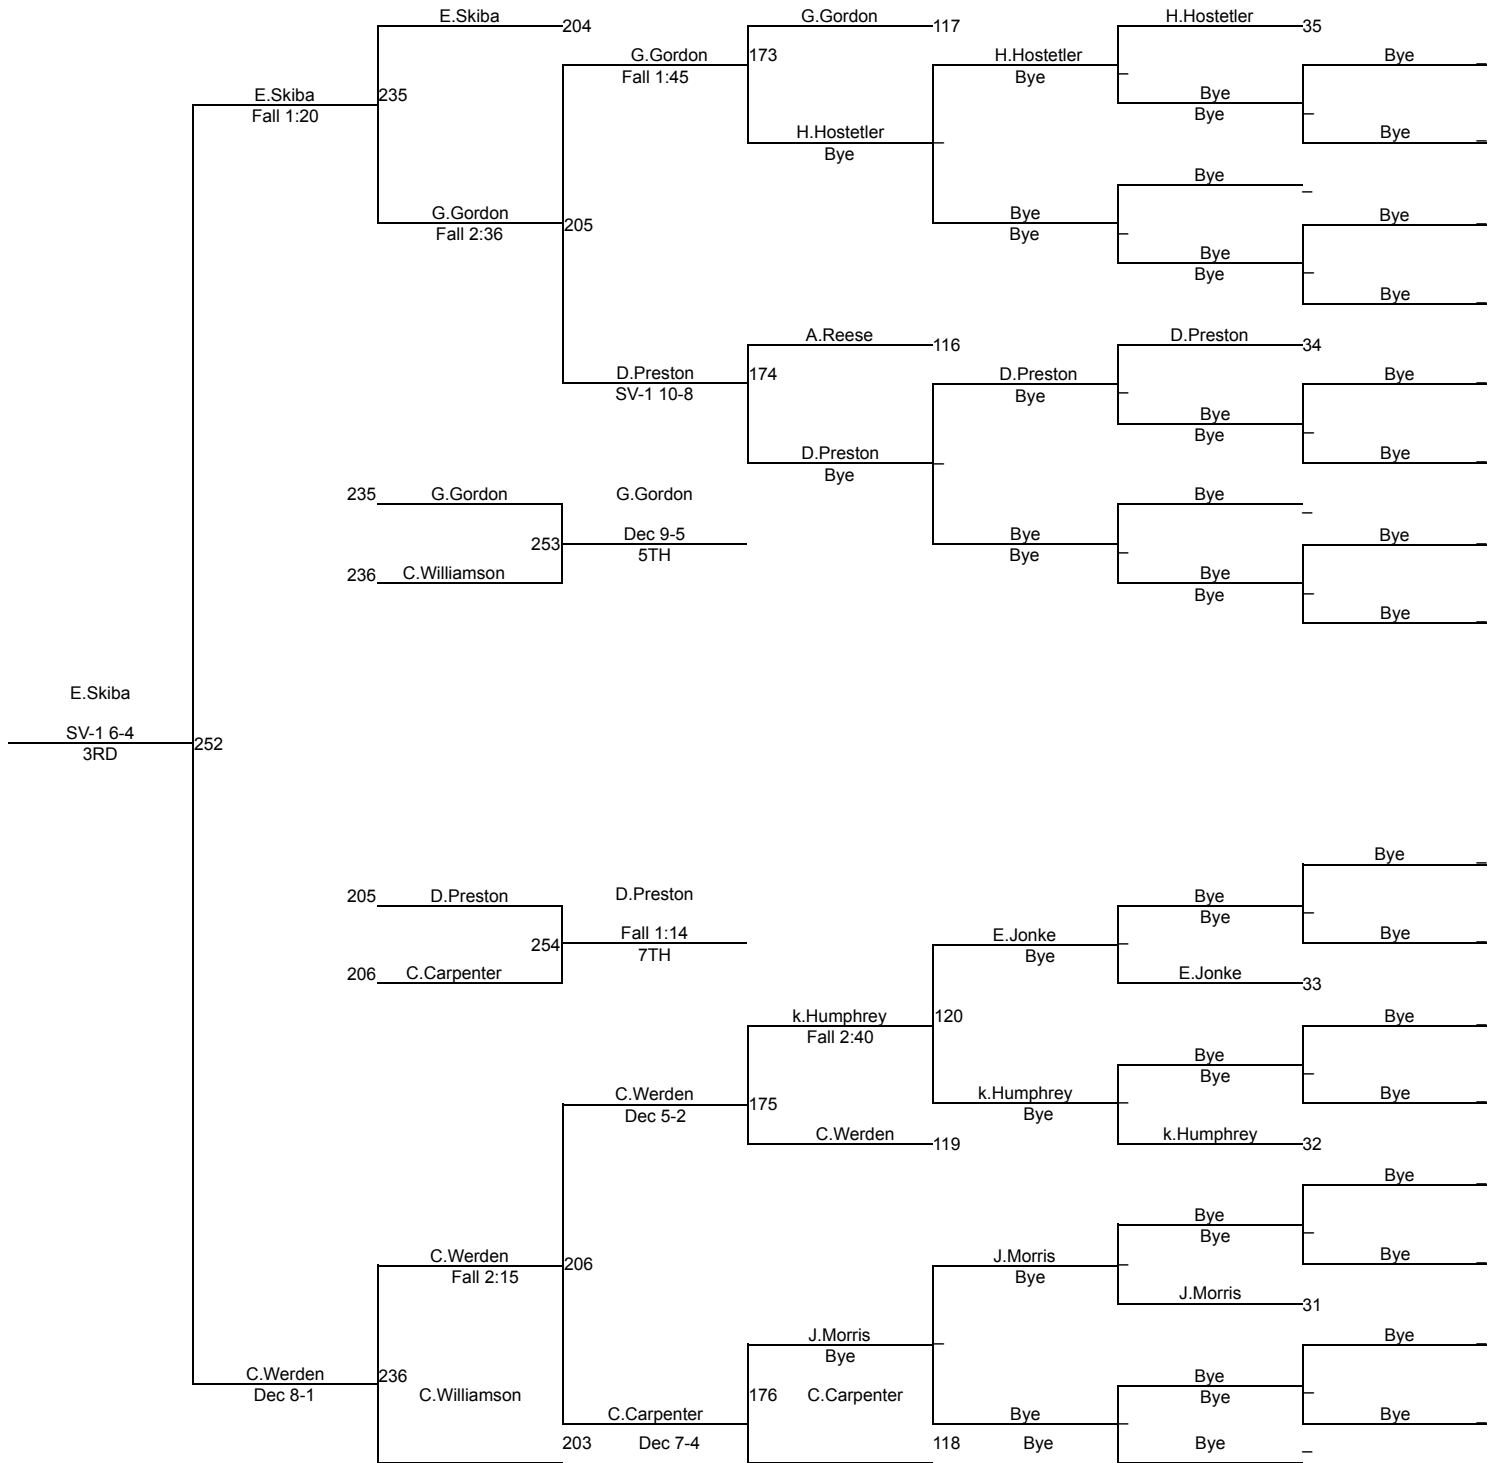 E.Skiba G.Gordon H.Hostetler
204 117 35
G.Gordon 173 H.Hostetler Bye _
Fall 1:45 Bye _
E.Skiba 235 Bye
Fall 1:20 Bye _
H.Hostetler _ Bye _
Bye
Bye _
G.Gordon 205 Bye Bye _
Fall 2:36 Bye _
Bye
Bye _
Bye _
A.Reese 116 D.Preston 34
D.Preston 174 D.Preston Bye _
SV-1 10-8 Bye _
Bye
Bye _
D.Preston _ Bye _
Bye
235 G.Gordon G.Gordon Bye _
Dec 9-5 Bye Bye _
253 5TH Bye _
236 C.Williamson Bye
Bye _
Bye _
E.Skiba
SV-1 6-4 252
3RD
Bye _
205 D.Preston D.Preston Bye
Bye _
Fall 1:14 E.Jonke Bye _
254 7TH Bye _
206 C.Carpenter E.Jonke 33
k.Humphrey 120 Bye _
Fall 2:40
Bye
Bye _
C.Werden 175 k.Humphrey _ Bye _
Dec 5-2 Bye
C.Werden 119 k.Humphrey 32
Bye _
Bye
Bye _
C.Werden 206 J.Morris _ Bye _
Fall 2:15 Bye
J.Morris 31
J.Morris _ Bye _
Bye
C.Werden 236 Bye
Dec 8-1 C.Williamson 176 C.Carpenter Bye _
C.Carpenter Bye _ Bye _
203 Dec 7-4 118 Bye Bye _